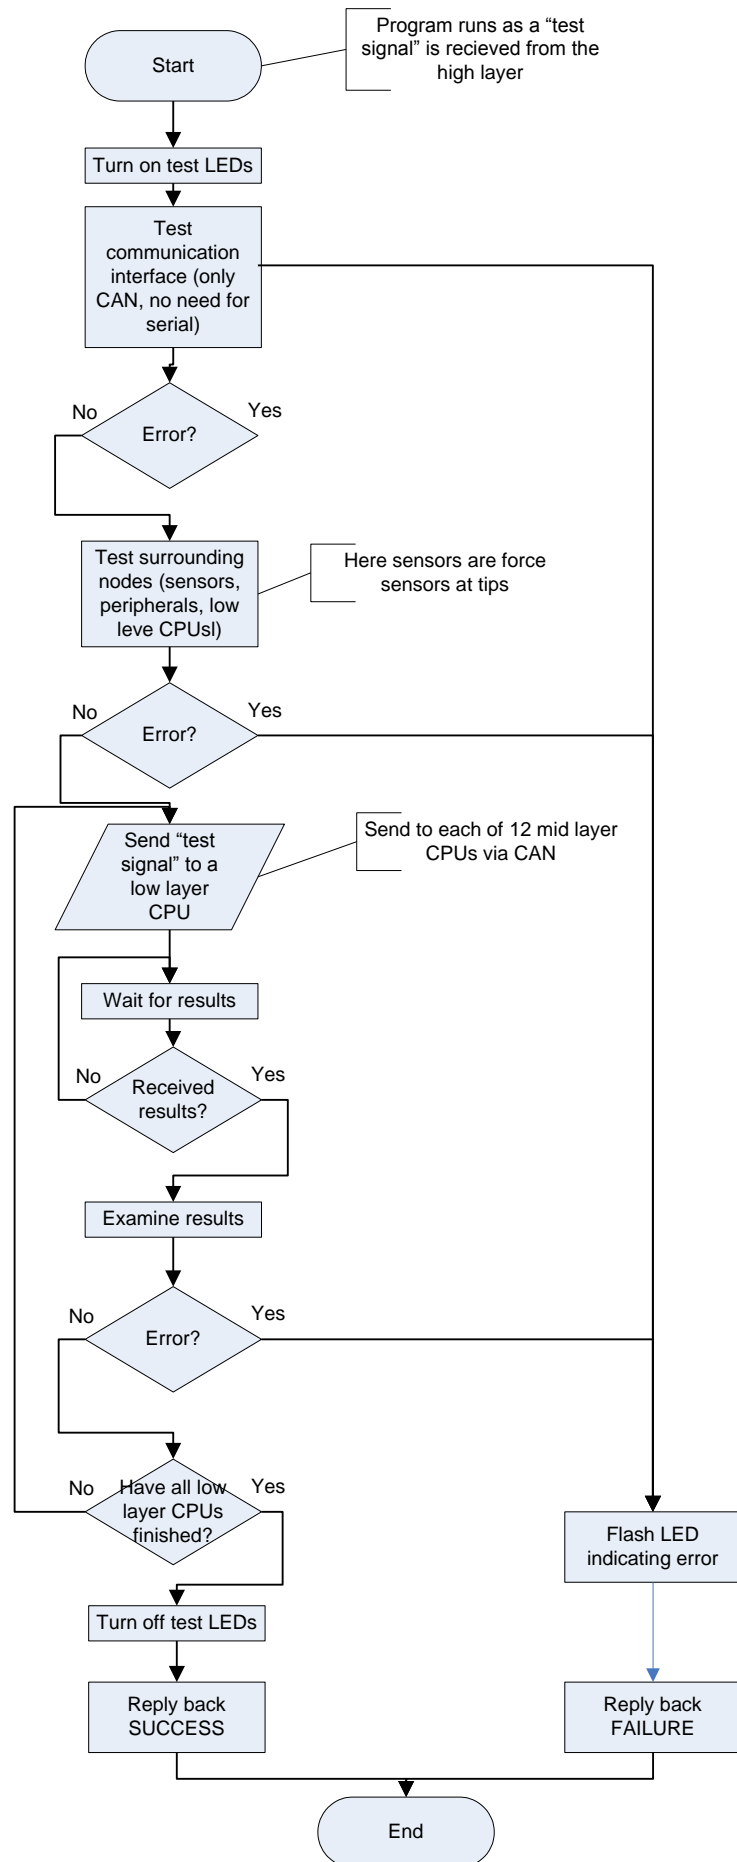 Start
Program runs as a “test
signal” is recieved from the
high layer
Turn on test LEDs
Test
communication
interface (only
CAN, no need for
serial)
No
Yes
Error?
Test surrounding
nodes (sensors,
peripherals, low
leve CPUsl)
Here sensors are force
sensors at tips
No
Yes
Error?
Send “test
signal” to a
low layer
CPU
Send to each of 12 mid layer
CPUs via CAN
Wait for results
No
Yes
Received
results?
Examine results
No
Yes
Error?
No
Yes
Have all low
layer CPUs
finished?
Flash LED
indicating error
Turn off test LEDs
Reply back
SUCCESS
Reply back
FAILURE
End